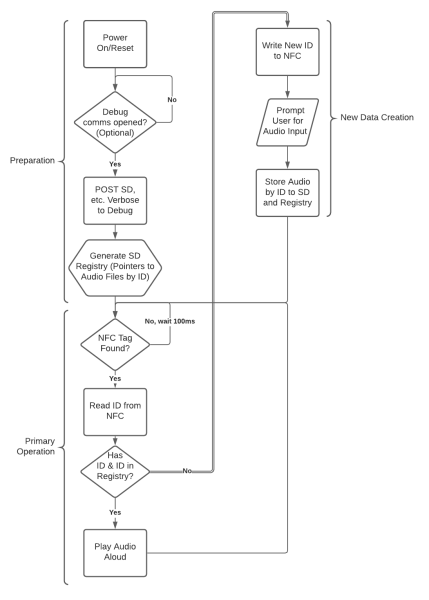 Power
On/Reset
No
Debug
comms opened?
(Optional)
Yes
Preparation
POST SD,
etc. Verbose
to Debug
Generate SD
Registry (Pointers to
Audio Files by ID)
No, wait 100ms
NFC Tag
Found?
Yes
Read ID from
NFC
Primary
Operation
Has
ID & ID in
Registry?
No
Yes
Play Audio
Aloud
Write New ID
to NFC
Prompt
User for
Audio Input
New Data Creation
Store Audio
by ID to SD
and Registry